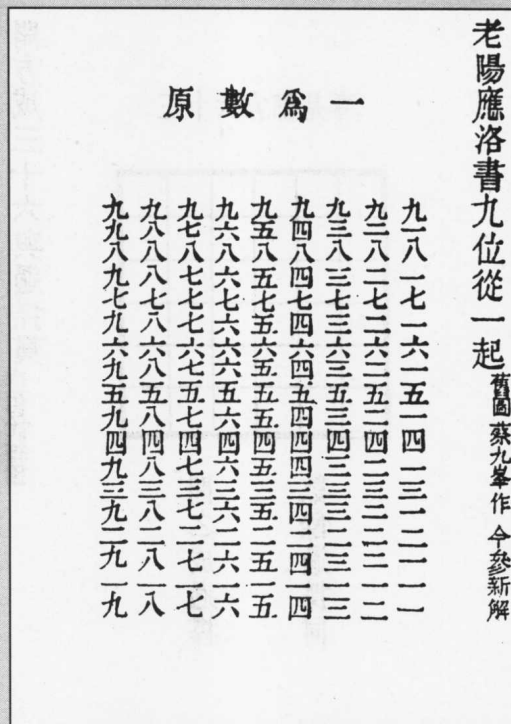 老陽應洛書九位從一起 舊圖 蔡九峯作 今參新解
一爲數原
九一八一七一六一五一四一三一二一一一
九二八二七二六二五二四二三二二二一二
九三八三七三六三五三四三三三二三一三
九四八四七四六四五四四四三四二四一四
九五八五七五六五五五四五三五二五一五
九六八六七六六六五六四六三六二六一六
九七八七七七六七五七四七三七二七一七
九八八八七八六八五八四八三八二八一八
九九八九七九六九五九四九三九二九一九